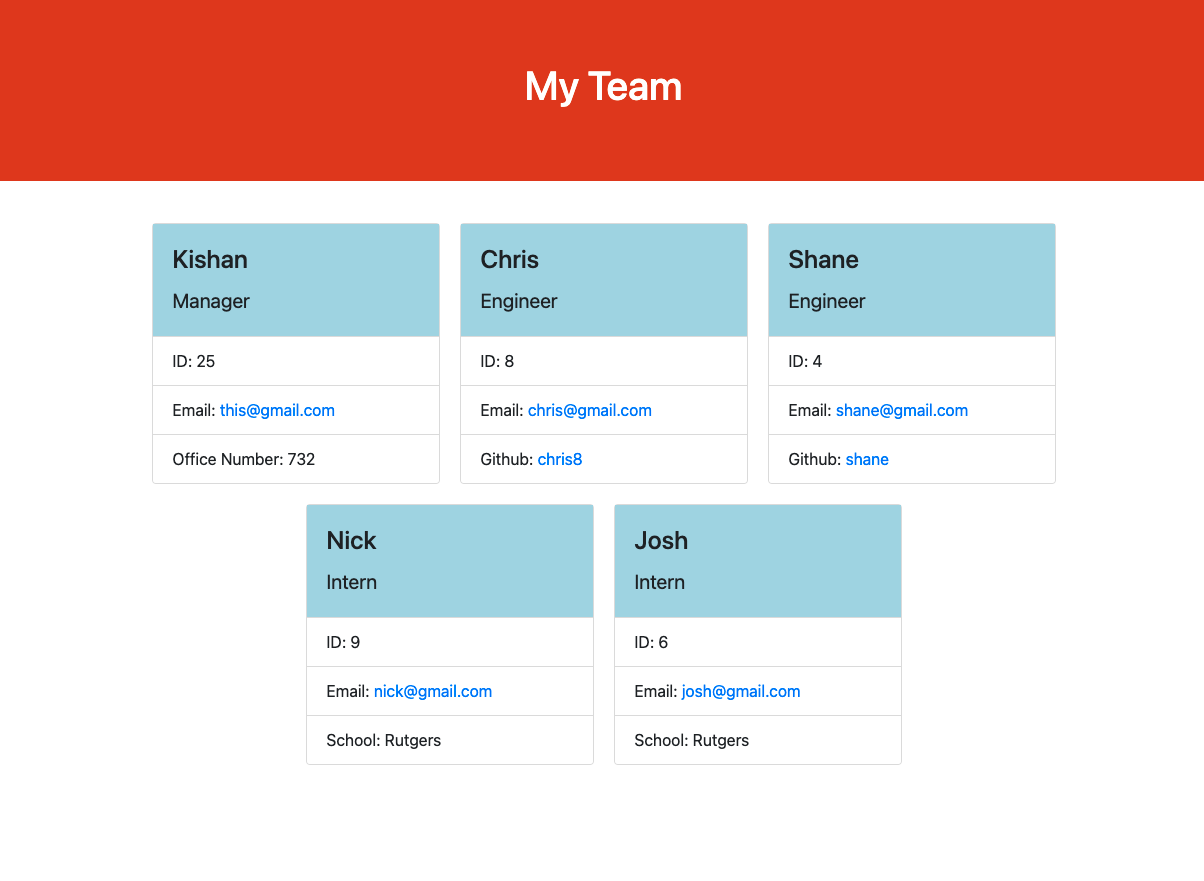 My Team
Kishan
Manager
ID: 25
Email: this@gmail.com
Office Number: 732
Chris
Engineer
ID: 8
Email: chris@gmail.com
Github: chris8
Shane
Engineer
ID: 4
Email: shane@gmail.com
Github: shane
Nick
Intern
ID: 9
Email: nick@gmail.com
School: Rutgers
Josh
Intern
ID: 6
Email: josh@gmail.com
School: Rutgers